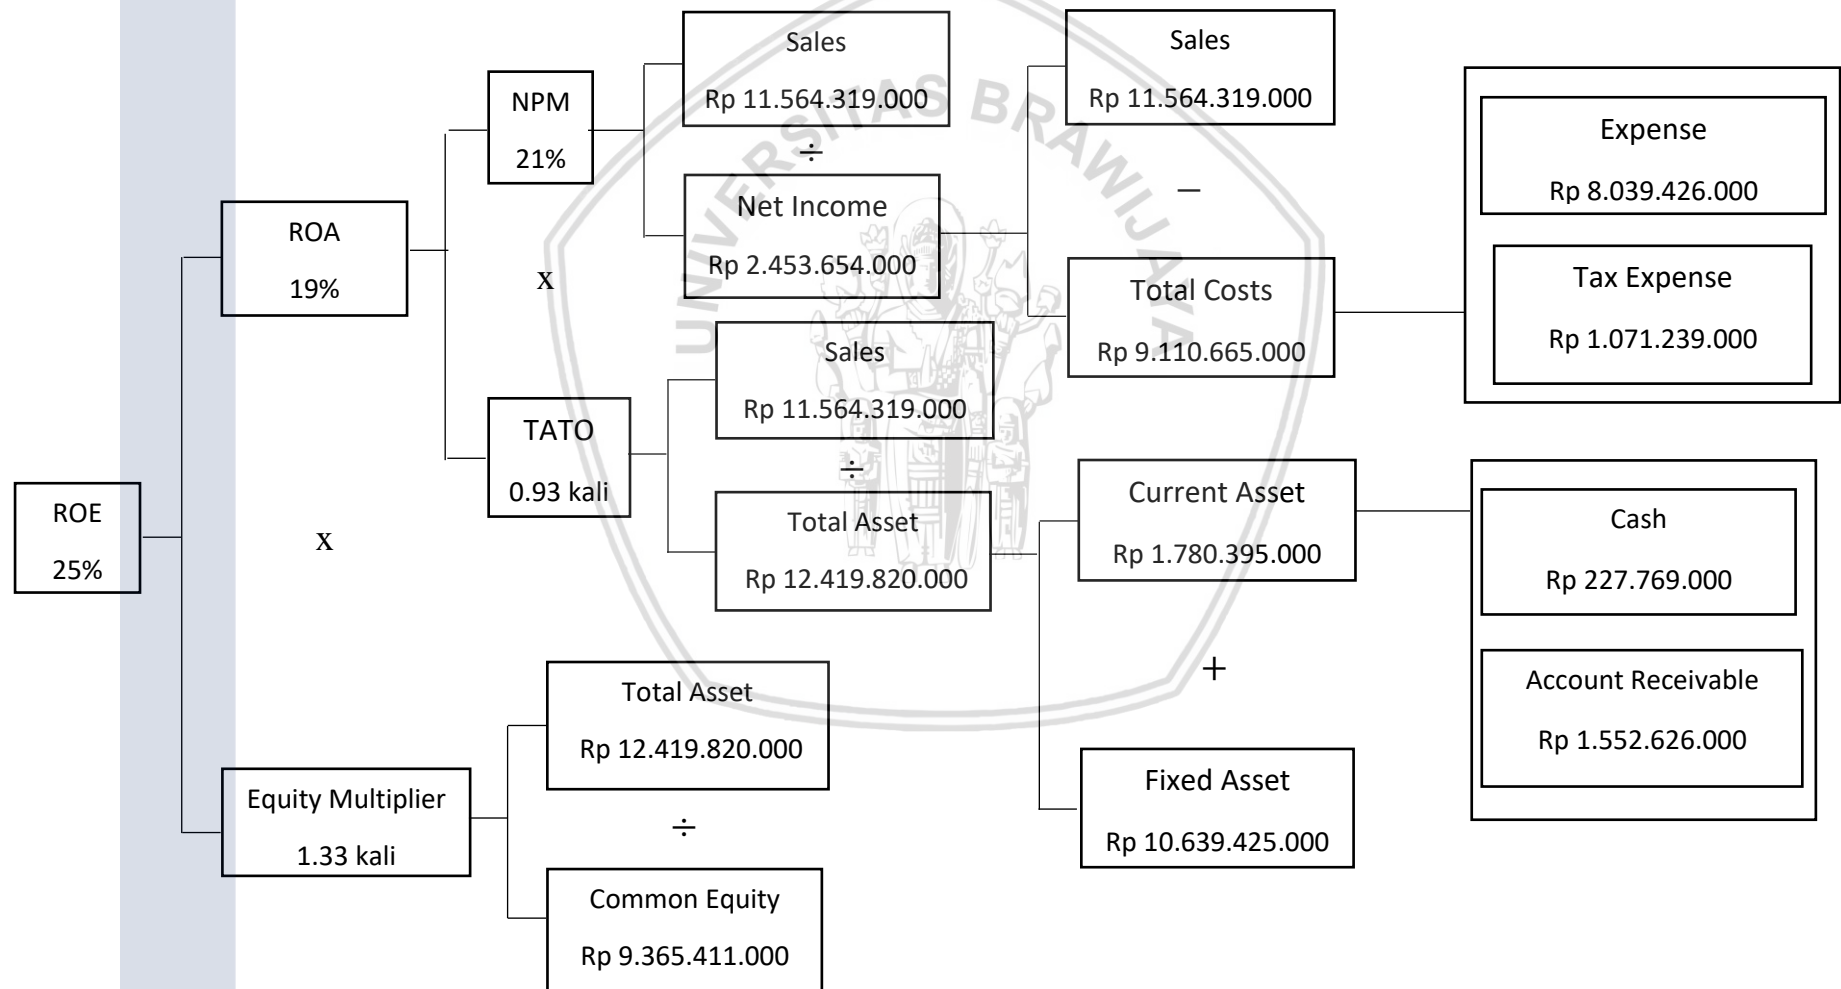 Sales
Rp 11.564.319.000
÷
Net Income
Rp 2.453.654.000
Sales
Rp 11.564.319.000
–
Total Costs
Rp 9.110.665.000
Expense
Rp 8.039.426.000
Tax Expense
Rp 1.071.239.000
NPM
21%
ROA
19%
x
TATO
0.93 kali
Sales
Rp 11.564.319.000
÷
Total Asset
Rp 12.419.820.000
Current Asset
Rp 1.780.395.000
+
Fixed Asset
Rp 10.639.425.000
Cash
Rp 227.769.000
Account Receivable
Rp 1.552.626.000
ROE
25%
x
Equity Multiplier
1.33 kali
Total Asset
Rp 12.419.820.000
÷
Common Equity
Rp 9.365.411.000
UNIVERSITAS BRAWIJAYA